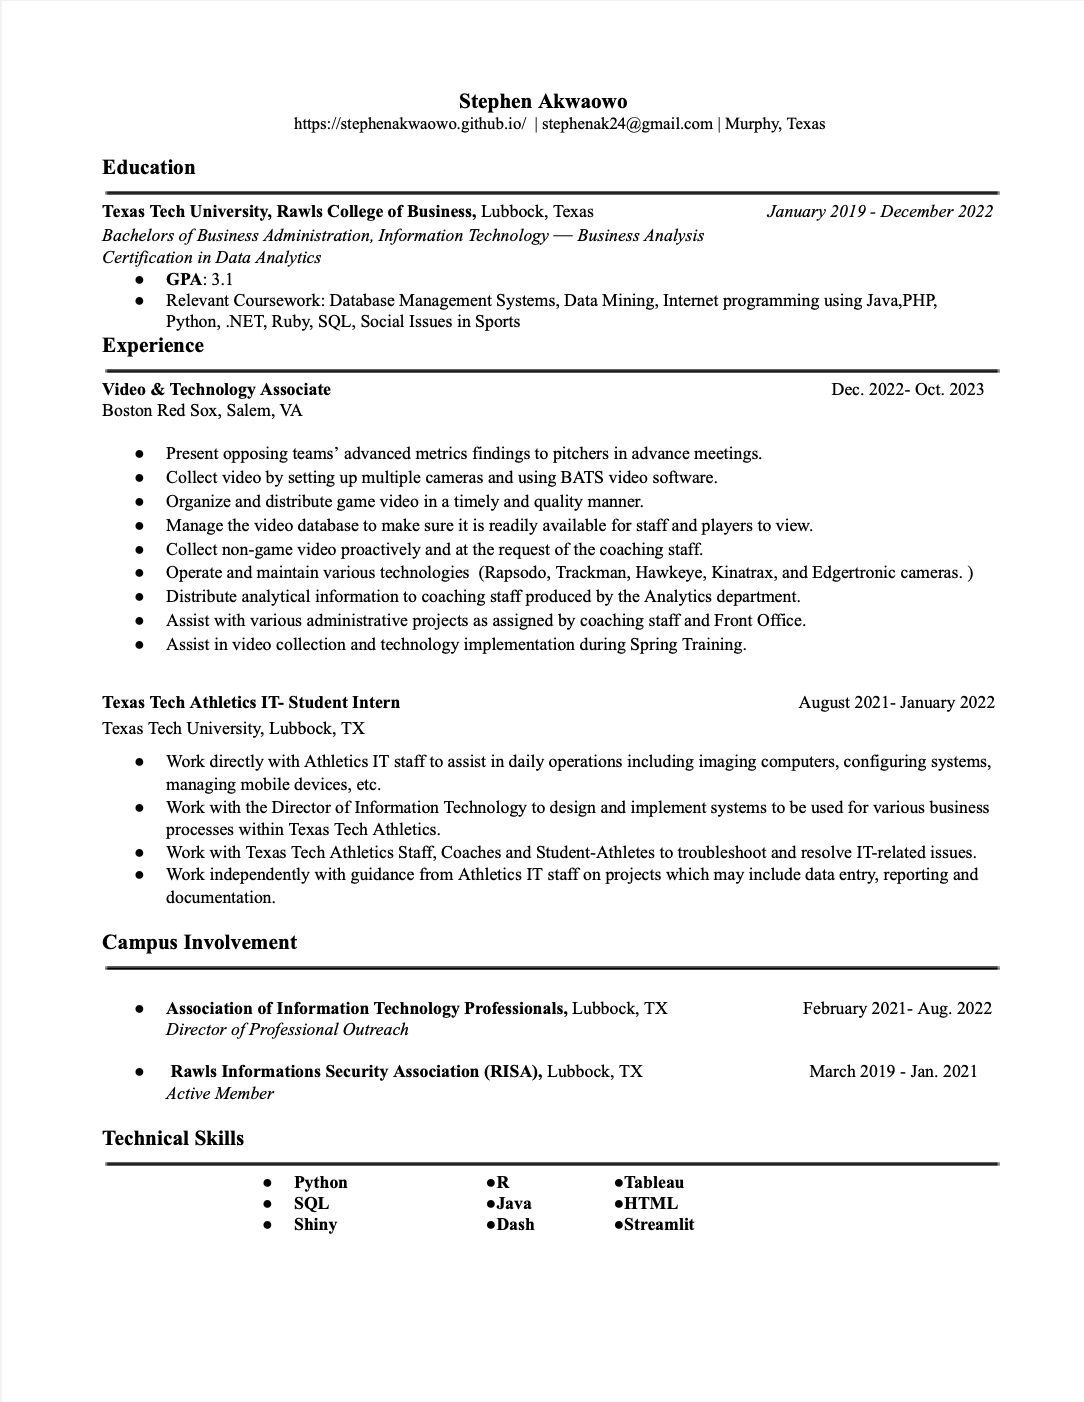 Stephen Akwaowo
https://stephenakwaowo.github.io/ | stephenak24@gmail.com | Murphy, Texas
Education
Texas Tech University, Rawls College of Business, Lubbock, Texas January 2019 - December 2022
Bachelors of Business Administration, Information Technology — Business Analysis
Certification in Data Analytics
● GPA: 3.1
● Relevant Coursework: Database Management Systems, Data Mining, Internet programming using Java,PHP,
Python, .NET, Ruby, SQL, Social Issues in Sports
Experience
Video & Technology Associate Dec. 2022- Oct. 2023
Boston Red Sox, Salem, VA
● Present opposing teams’ advanced metrics findings to pitchers in advance meetings.
● Collect video by setting up multiple cameras and using BATS video software.
● Organize and distribute game video in a timely and quality manner.
● Manage the video database to make sure it is readily available for staff and players to view.
● Collect non-game video proactively and at the request of the coaching staff.
● Operate and maintain various technologies (Rapsodo, Trackman, Hawkeye, Kinatrax, and Edgertronic cameras. )
● Distribute analytical information to coaching staff produced by the Analytics department.
● Assist with various administrative projects as assigned by coaching staff and Front Office.
● Assist in video collection and technology implementation during Spring Training.
Texas Tech Athletics IT- Student Intern August 2021- January 2022
Texas Tech University, Lubbock, TX
● Work directly with Athletics IT staff to assist in daily operations including imaging computers, configuring systems,
managing mobile devices, etc.
● Work with the Director of Information Technology to design and implement systems to be used for various business
processes within Texas Tech Athletics.
● Work with Texas Tech Athletics Staff, Coaches and Student-Athletes to troubleshoot and resolve IT-related issues.
● Work independently with guidance from Athletics IT staff on projects which may include data entry, reporting and
documentation.
Campus Involvement
● Association of Information Technology Professionals, Lubbock, TX February 2021- Aug. 2022
Director of Professional Outreach
● Rawls Informations Security Association (RISA), Lubbock, TX March 2019 - Jan. 2021
Active Member
Technical Skills
● Python ●R ●Tableau
● SQL ●Java ●HTML
● Shiny ●Dash ●Streamlit